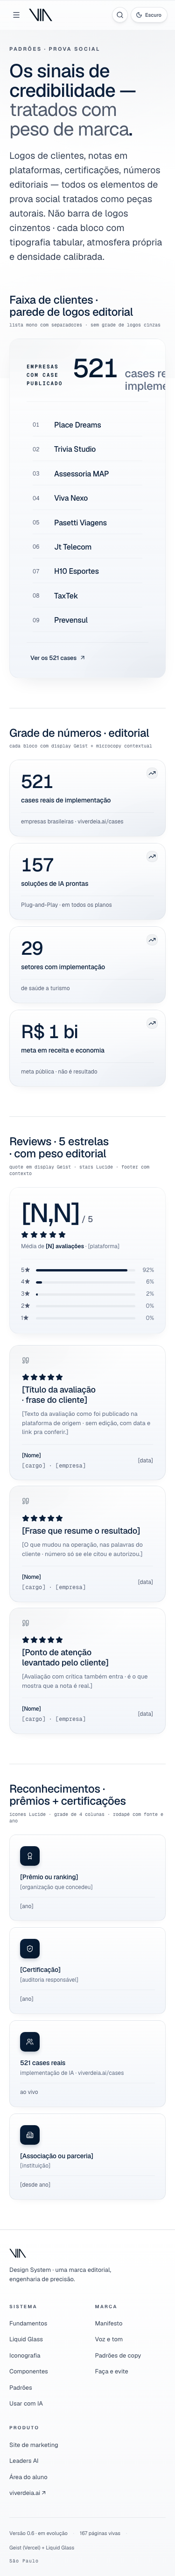 VIA
Escuro
PADRÕES · PROVA SOCIAL
Os sinais de
credibilidade —
tratados com
peso de marca.
Logos de clientes, notas em
plataformas, certificações, números
editoriais — todos os elementos de
prova social tratados como peças
autorais. Não barra de logos
cinzentos · cada bloco com
tipografia tabular, atmosfera própria
e densidade calibrada.
Faixa de clientes ·
parede de logos editorial
lista mono com separadores · sem grade de logos cinzas
EMPRESAS
COM CASE
PUBLICADO
521
cases re
impleme
01 Place Dreams
02 Trivia Studio
03 Assessoria MAP
04 Viva Nexo
05 Pasetti Viagens
06 Jt Telecom
07 H10 Esportes
08 TaxTek
09 Prevensul
Ver os 521 cases ↗
Grade de números · editorial
cada bloco com display Geist + microcopy contextual
521
cases reais de implementação
empresas brasileiras · viverdeia.ai/cases
157
soluções de IA prontas
Plug-and-Play · em todos os planos
29
setores com implementação
de saúde a turismo
R$ 1 bi
meta em receita e economia
meta pública · não é resultado
Reviews · 5 estrelas
· com peso editorial
quote em display Geist · stars Lucide · footer com
contexto
[N,N] / 5
Média de [N] avaliações · [plataforma]
5★ 92%
4★ 6%
3★ 2%
2★ 0%
1★ 0%
[Título da avaliação
· frase do cliente]
[Texto da avaliação como foi publicado na
plataforma de origem · sem edição, com data e
link pra conferir.]
[Nome]
[cargo] · [empresa]
[data]
[Frase que resume o resultado]
[O que mudou na operação, nas palavras do
cliente · número só se ele citou e autorizou.]
[Nome]
[cargo] · [empresa]
[data]
[Ponto de atenção
levantado pelo cliente]
[Avaliação com crítica também entra · é o que
mostra que a nota é real.]
[Nome]
[cargo] · [empresa]
[data]
Reconhecimentos ·
prêmios + certificações
ícones Lucide · grade de 4 colunas · rodapé com fonte e
ano
[Prêmio ou ranking]
[organização que concedeu]
[ano]
[Certificação]
[auditoria responsável]
[ano]
521 cases reais
implementação de IA · viverdeia.ai/cases
ao vivo
[Associação ou parceria]
[instituição]
[desde ano]
VIA
Design System · uma marca editorial,
engenharia de precisão.
SISTEMA
Fundamentos
Liquid Glass
Iconografia
Componentes
Padrões
Usar com IA
MARCA
Manifesto
Voz e tom
Padrões de copy
Faça e evite
PRODUTO
Site de marketing
Leaders AI
Área do aluno
viverdeia.ai ↗
Versão 0.6 · em evolução
167 páginas vivas
Geist (Vercel) + Liquid Glass
São Paulo